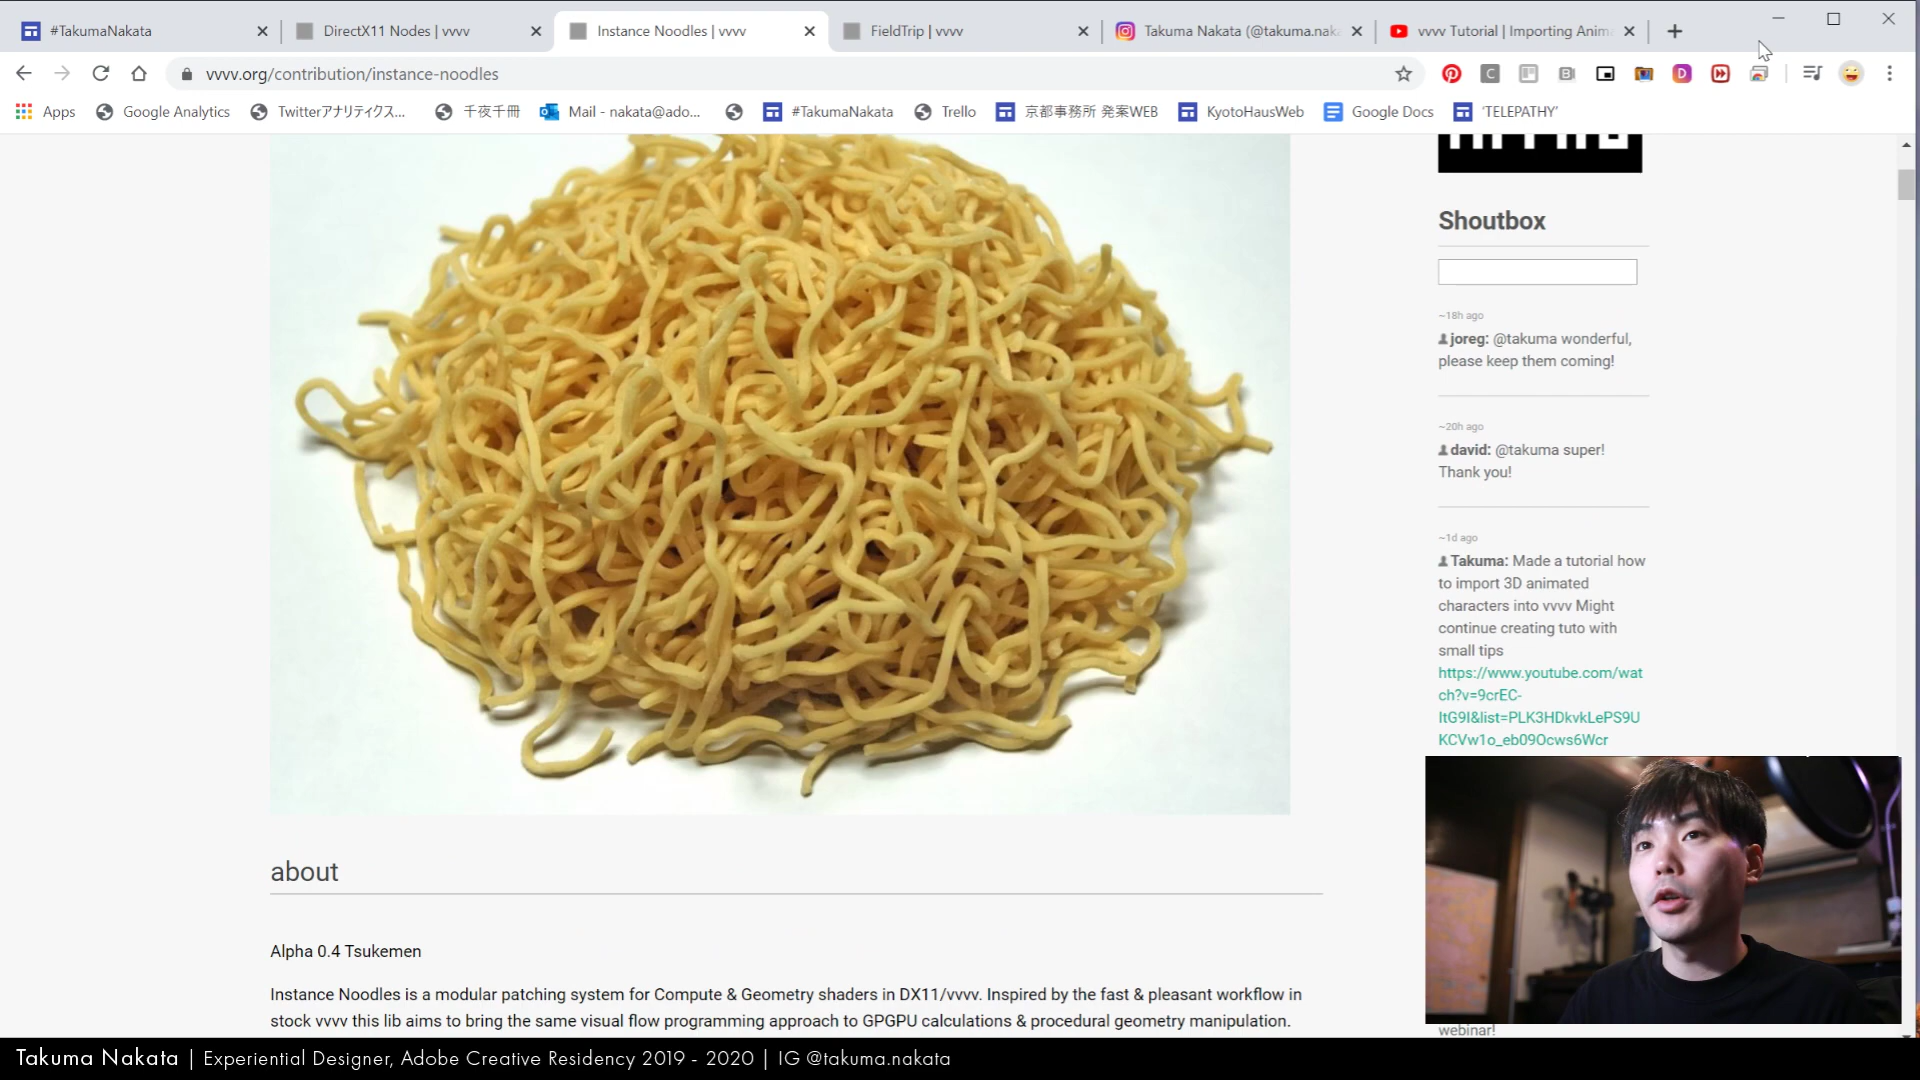 #TakumaNakata
DirectX11 Nodes | vvvv
Instance Noodles | vvvv
FieldTrip | vvvv
Takuma Nakata (@takuma.nak
vvvv Tutorial | Importing Anim
vvvv.org/contribution/instance-noodles
Apps
Google Analytics
Twitterアナリティクス...
千夜千冊
Mail - nakata@ado...
#TakumaNakata
Trello
京都事務所 発案WEB
KyotoHausWeb
Google Docs
'TELEPATHY'
Shoutbox
~18h ago
joreg: @takuma wonderful,
please keep them coming!
~20h ago
david: @takuma super!
Thank you!
~1d ago
Takuma: Made a tutorial how
to import 3D animated
characters into vvvv Might
continue creating tuto with
small tips
https://www.youtube.com/wat
ch?v=9crEC-
ItG9I&list=PLK3HDkvkLePS9U
KCVw1o_eb09Ocws6Wcr
webinar!
about
Alpha 0.4 Tsukemen
Instance Noodles is a modular patching system for Compute & Geometry shaders in DX11/vvvv. Inspired by the fast & pleasant workflow in
stock vvvv this lib aims to bring the same visual flow programming approach to GPGPU calculations & procedural geometry manipulation.
Takuma Nakata | Experiential Designer, Adobe Creative Residency 2019 - 2020 | IG @takuma.nakata